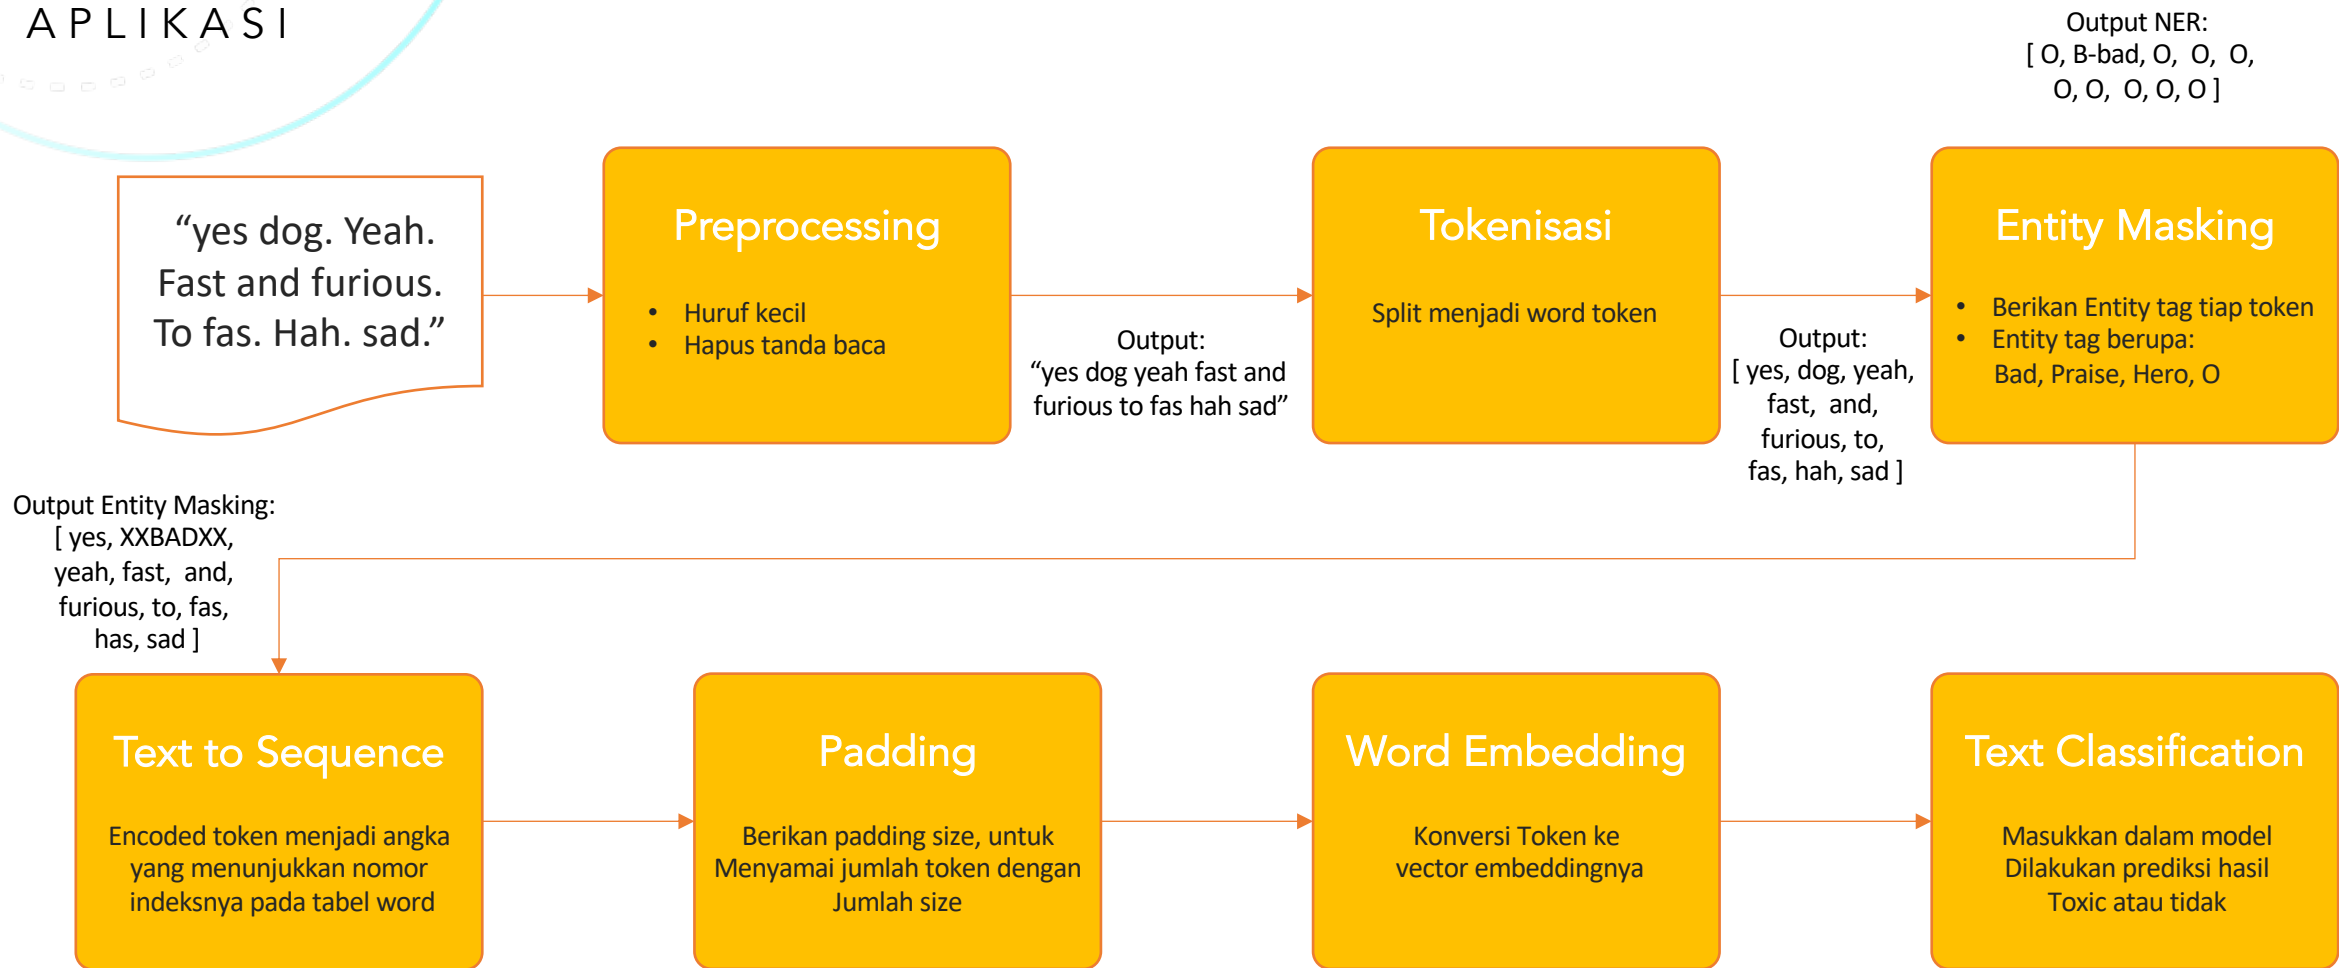 APLIKASI
Output NER:
[ O, B-bad, O, O, O,
O, O, O, O, O ]
“yes dog. Yeah.
Fast and furious.
To fas. Hah. sad.”
Preprocessing
• Huruf kecil
• Hapus tanda baca
Output:
“yes dog yeah fast and
furious to fas hah sad”
Tokenisasi
Split menjadi word token
Output:
[ yes, dog, yeah,
fast, and,
furious, to,
fas, hah, sad ]
Entity Masking
• Berikan Entity tag tiap token
• Entity tag berupa:
Bad, Praise, Hero, O
Output Entity Masking:
[ yes, XXBADXX,
yeah, fast, and,
furious, to, fas,
has, sad ]
Text to Sequence
Encoded token menjadi angka
yang menunjukkan nomor
indeksnya pada tabel word
Padding
Berikan padding size, untuk
Menyamai jumlah token dengan
Jumlah size
Word Embedding
Konversi Token ke
vector embeddingnya
Text Classification
Masukkan dalam model
Dilakukan prediksi hasil
Toxic atau tidak